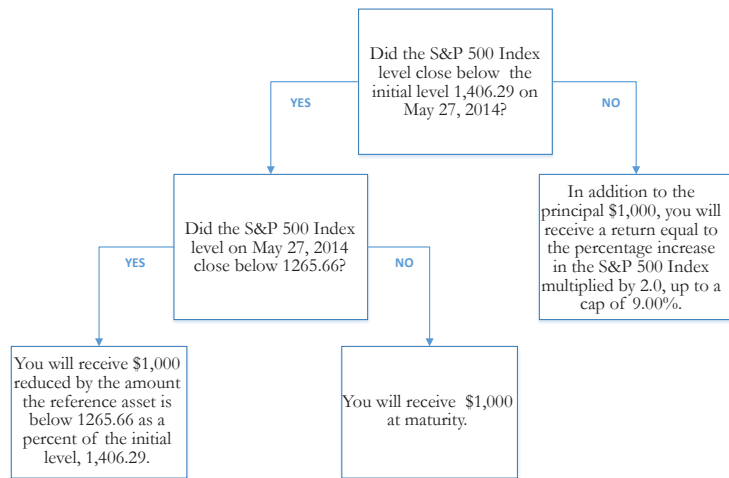 Did the S&P 500 Index
level close below the
initial level 1,406.29 on
May 27, 2014?
YES
NO
Did the S&P 500 Index
level on May 27, 2014
close below 1265.66?
In addition to the
principal $1,000, you will
receive a return equal to
the percentage increase
in the S&P 500 Index
multiplied by 2.0, up to a
cap of 9.00%.
YES
NO
You will receive $1,000
reduced by the amount
the reference asset is
below 1265.66 as a
percent of the initial
level, 1,406.29.
You will receive $1,000
at maturity.